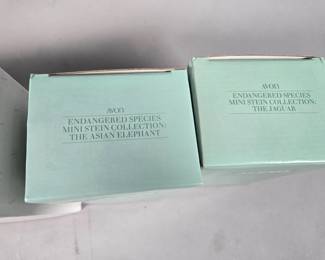 AVON
ENDANGERED SPECIES
MINI STEIN COLLECTION:
THE ASIAN ELEPHANT
AVON
ENDANGERED SPECIES
MINI STEIN COLLECTION:
THE JAGUAR